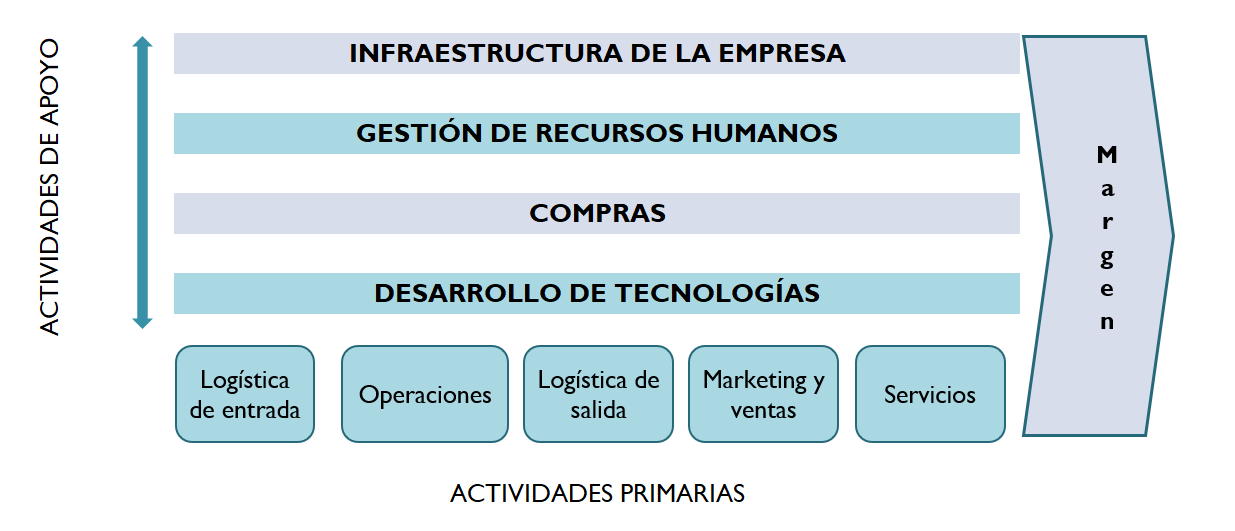 ACTIVIDADES DE APOYO
INFRAESTRUCTURA DE LA EMPRESA
GESTIÓN DE RECURSOS HUMANOS
COMPRAS
DESARROLLO DE TECNOLOGÍAS
Logística
de entrada
Operaciones
Logística de
salida
Marketing y
ventas
Servicios
Margen
ACTIVIDADES PRIMARIAS